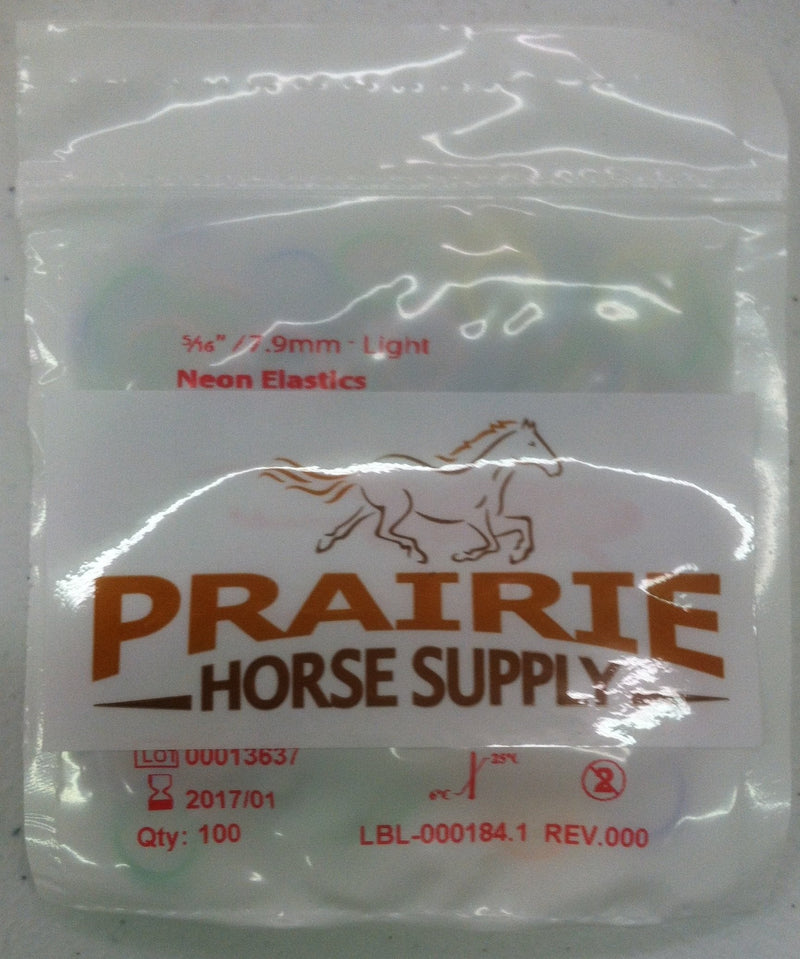 5/16" / 7.9mm - Light
Neon Elastics
PRAIRIE
HORSE SUPPLY
LOT 00013637
25℃
6℃
2
2017/01
Qty: 100
LBL-000184.1 REV.000